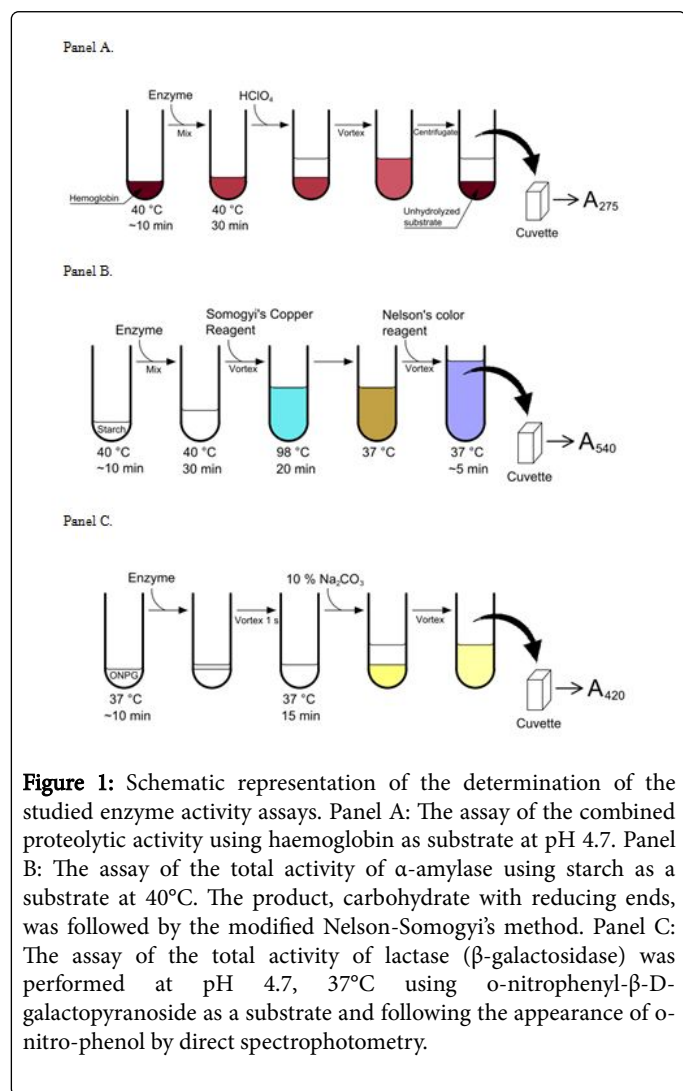 Panel A.
Enzyme HClO₄
Mix Vortex Centrifugate
Hemoglobin
40 °C 40 °C
~10 min 30 min
Unhydrolyzed
substrate
Cuvette
A₂₇₅
Panel B.
Enzyme Somogyi's Copper Nelson's color
Reagent reagent
Mix Vortex Vortex
Starch
40 °C 40 °C 98 °C 37 °C 37 °C
~10 min 30 min 20 min ~5 min
Cuvette
A₅₄₀
Panel C.
Enzyme 10 % Na₂CO₃
Vortex 1 s Vortex
ONPG
37 °C 37 °C
~10 min 15 min
Cuvette
A₄₂₀
Figure 1: Schematic representation of the determination of the
studied enzyme activity assays. Panel A: The assay of the combined
proteolytic activity using haemoglobin as substrate at pH 4.7. Panel
B: The assay of the total activity of α-amylase using starch as a
substrate at 40°C. The product, carbohydrate with reducing ends,
was followed by the modified Nelson-Somogyi's method. Panel C:
The assay of the total activity of lactase (β-galactosidase) was
performed at pH 4.7, 37°C using o-nitrophenyl-β-D-
galactopyranoside as a substrate and following the appearance of o-
nitro-phenol by direct spectrophotometry.